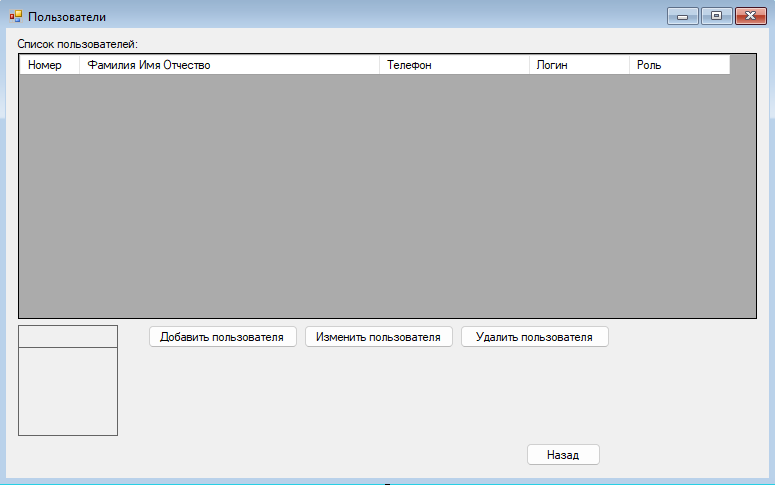 Пользователи
Список пользователей:
Номер Фамилия Имя Отчество Телефон Логин Роль
Добавить пользователя Изменить пользователя Удалить пользователя
Назад